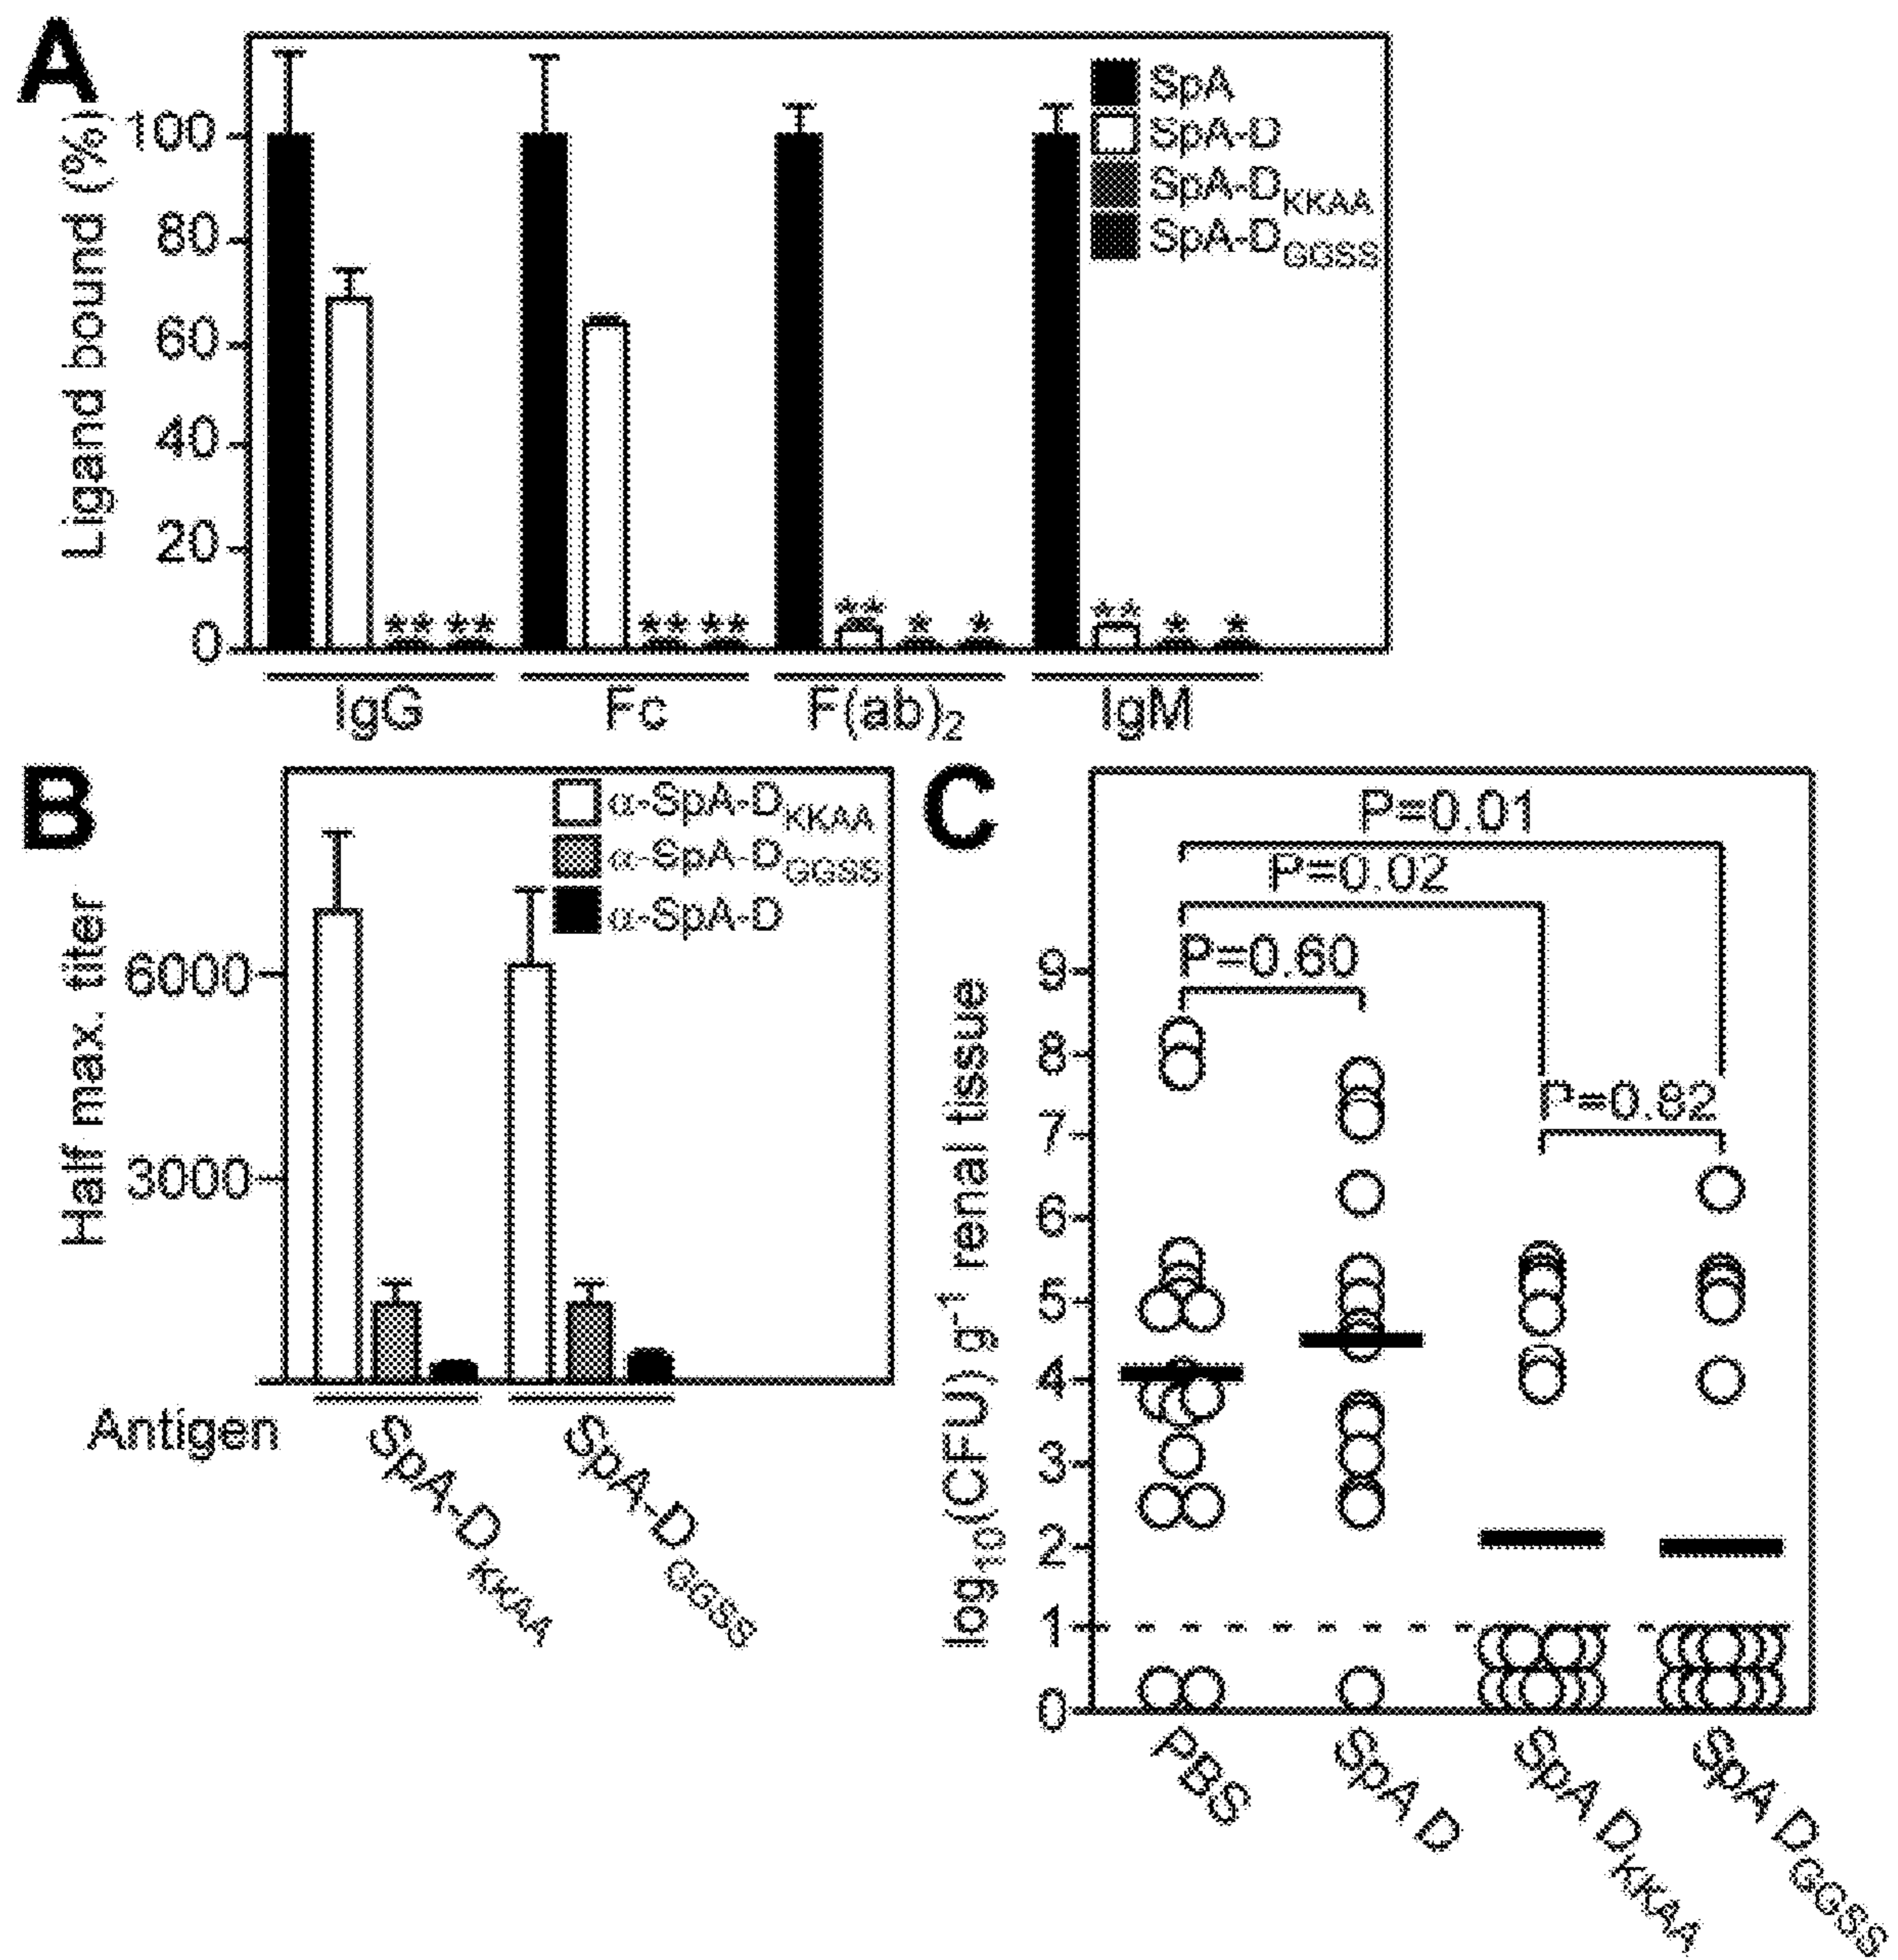 A
Ligand bound (%)
100
80
60
40
20
0
SpA
SpA-D
SpA-DKKAA
SpA-DGGSS
** **
** **
** * *
** * *
IgG Fc F(ab)2 IgM
B
Half max. titer
6000
3000
α-SpA-DKKAA
α-SpA-DGGSS
α-SpA-D
Antigen
SpA-DKKAA
SpA-DGGSS
C
log10(CFU) g-1 renal tissue
9
8
7
6
5
4
3
2
1
0
P=0.01
P=0.02
P=0.60
P=0.82
PBS
SpA D
SpA DKKAA
SpA DGGSS